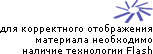 для корректного отображения
материала необходимо
наличие технологии Flash